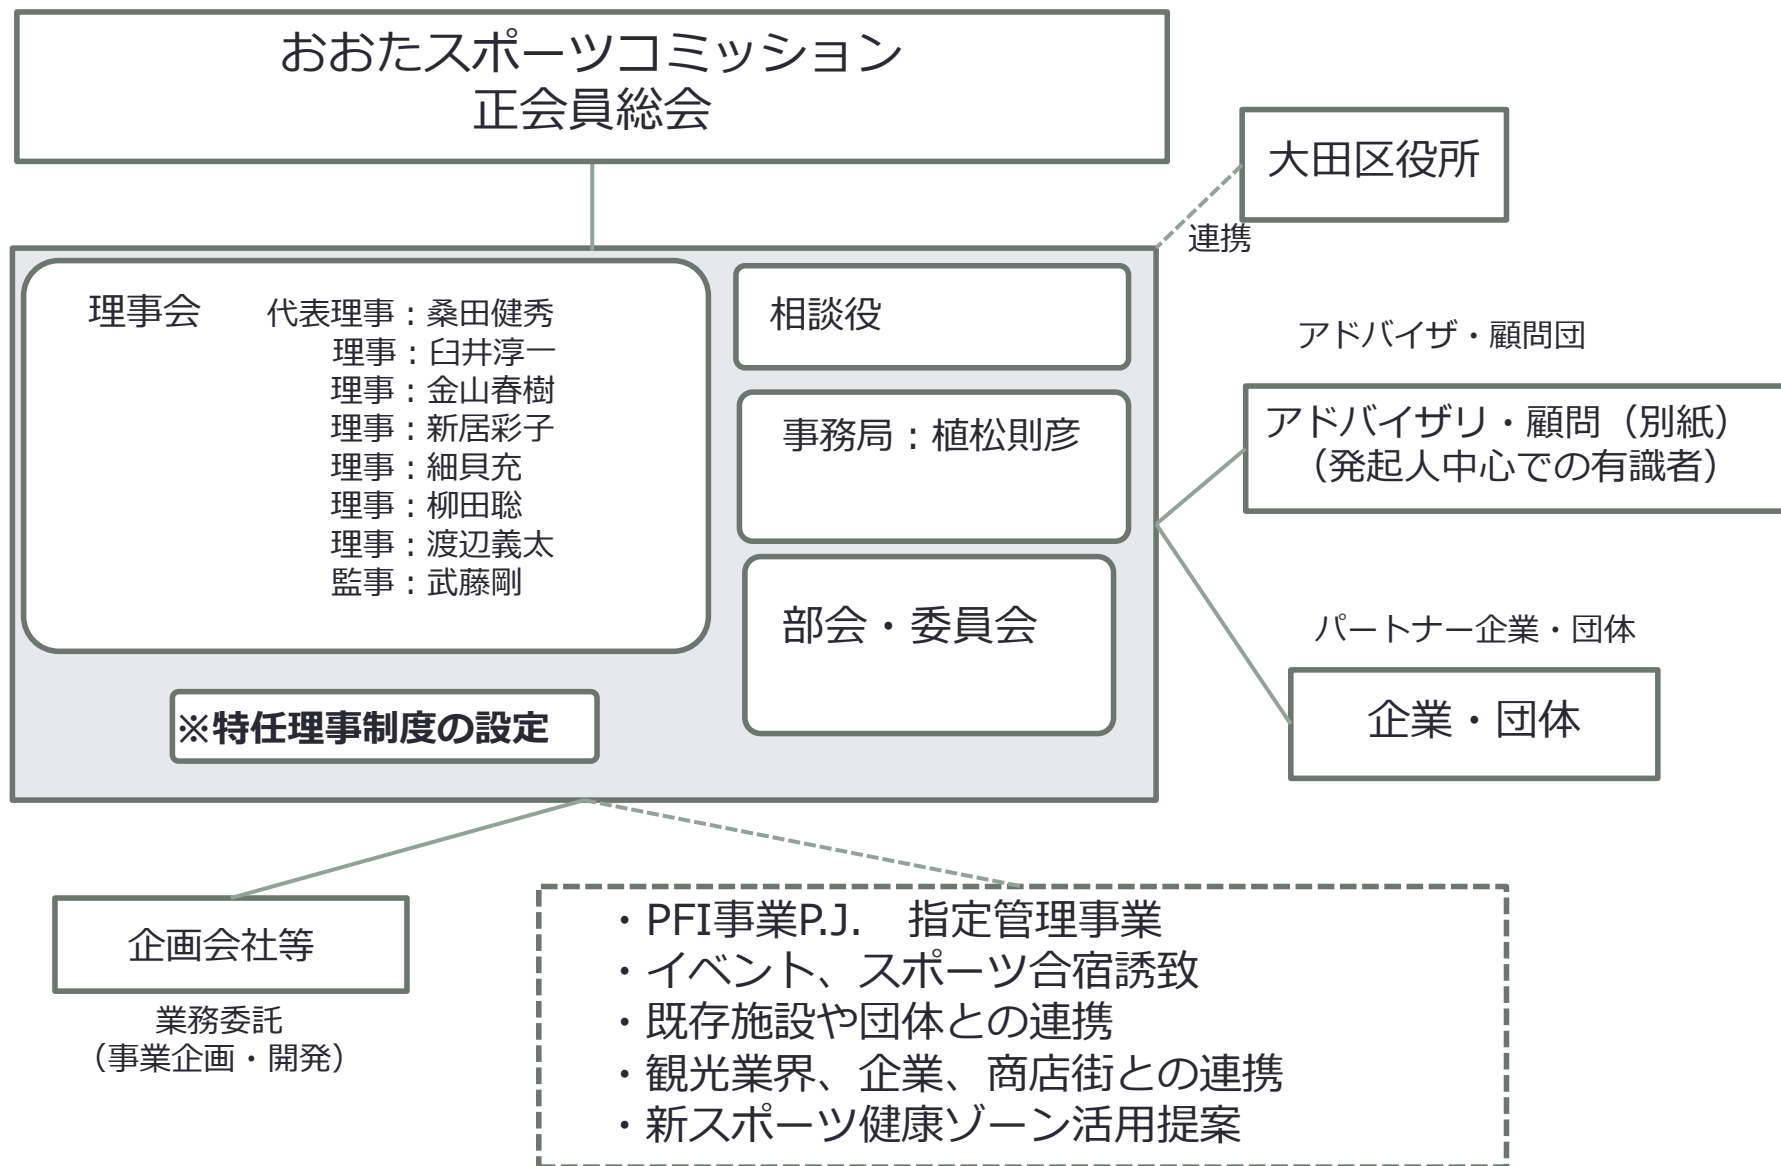 おおたスポーツコミッション
正会員総会
大田区役所
連携
理事会
代表理事：桑田健秀
理事：臼井淳一
理事：金山春樹
理事：新居彩子
理事：細貝充
理事：柳田聡
理事：渡辺義太
監事：武藤剛
相談役
事務局：植松則彦
部会・委員会
※特任理事制度の設定
アドバイザ・顧問団
アドバイザリ・顧問（別紙）
（発起人中心での有識者）
パートナー企業・団体
企業・団体
企画会社等
業務委託
（事業企画・開発）
・PFI事業P.J.　指定管理事業
・イベント、スポーツ合宿誘致
・既存施設や団体との連携
・観光業界、企業、商店街との連携
・新スポーツ健康ゾーン活用提案